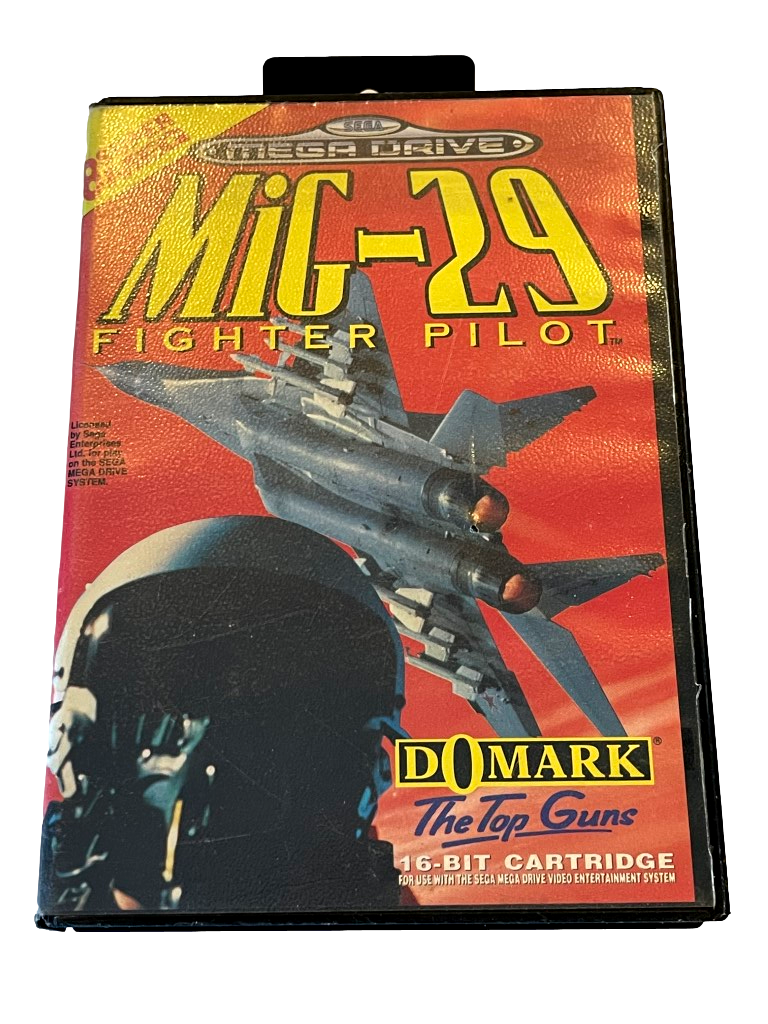 SEGA
MEGA DRIVE
MiG-29
FIGHTER PILOT™
Licensed
by Sega
Enterprises
Ltd. for play
on the SEGA
MEGA DRIVE
SYSTEM.
DOMARK®
The Top Guns
16-BIT CARTRIDGE
FOR USE WITH THE SEGA MEGA DRIVE VIDEO ENTERTAINMENT SYSTEM